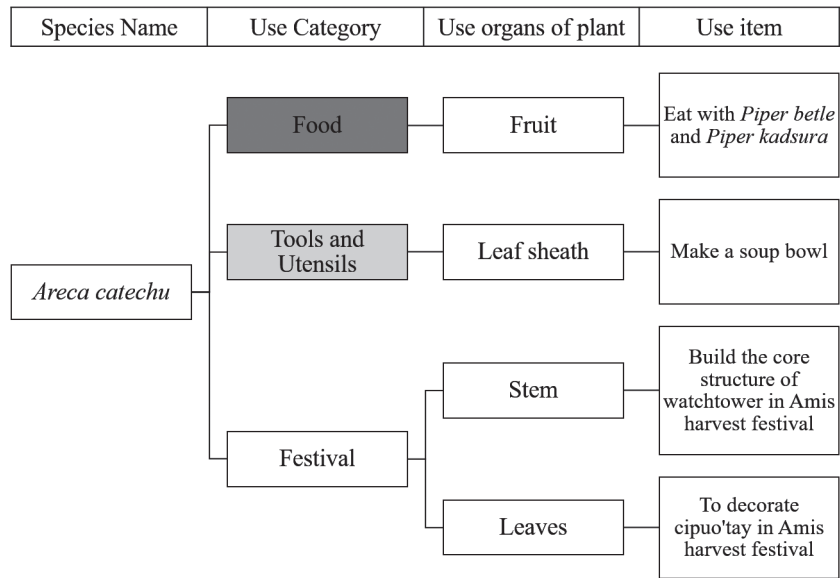 Species Name
Use Category
Use organs of plant
Use item
Areca catechu
Food
Fruit
Eat with Piper betle
and Piper kadsura
Tools and
Utensils
Leaf sheath
Make a soup bowl
Festival
Stem
Build the core
structure of
watchtower in Amis
harvest festival
Leaves
To decorate
cipuo'tay in Amis
harvest festival